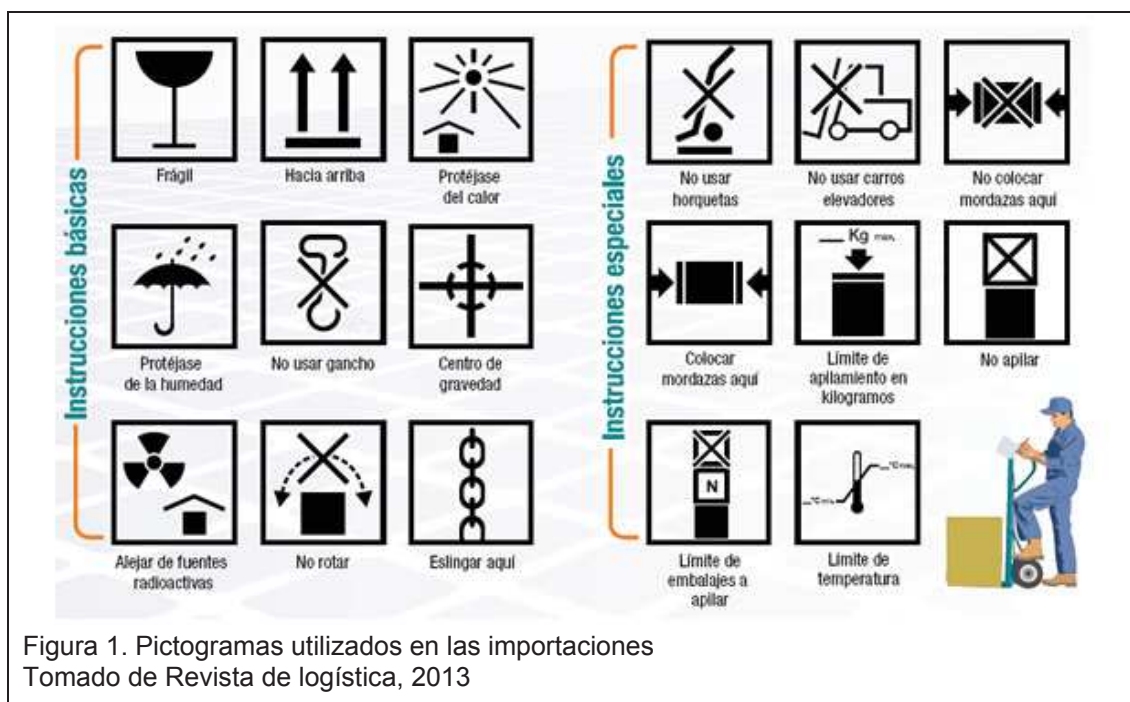 Instrucciones básicas
Frágil
Hacia arriba
Protéjase
del calor
Protéjase
de la humedad
No usar gancho
Centro de
gravedad
Alejar de fuentes
radioactivas
No rotar
Eslingar aquí
Instrucciones especiales
No usar
horquetas
No usar carros
elevadores
No colocar
mordazas aquí
Colocar
mordazas aquí
Kg max.
Límite de
apilamiento en
kilogramos
No apilar
N
Límite de
embalajes a
apilar
Límite de
temperatura
Figura 1. Pictogramas utilizados en las importaciones
Tomado de Revista de logística, 2013